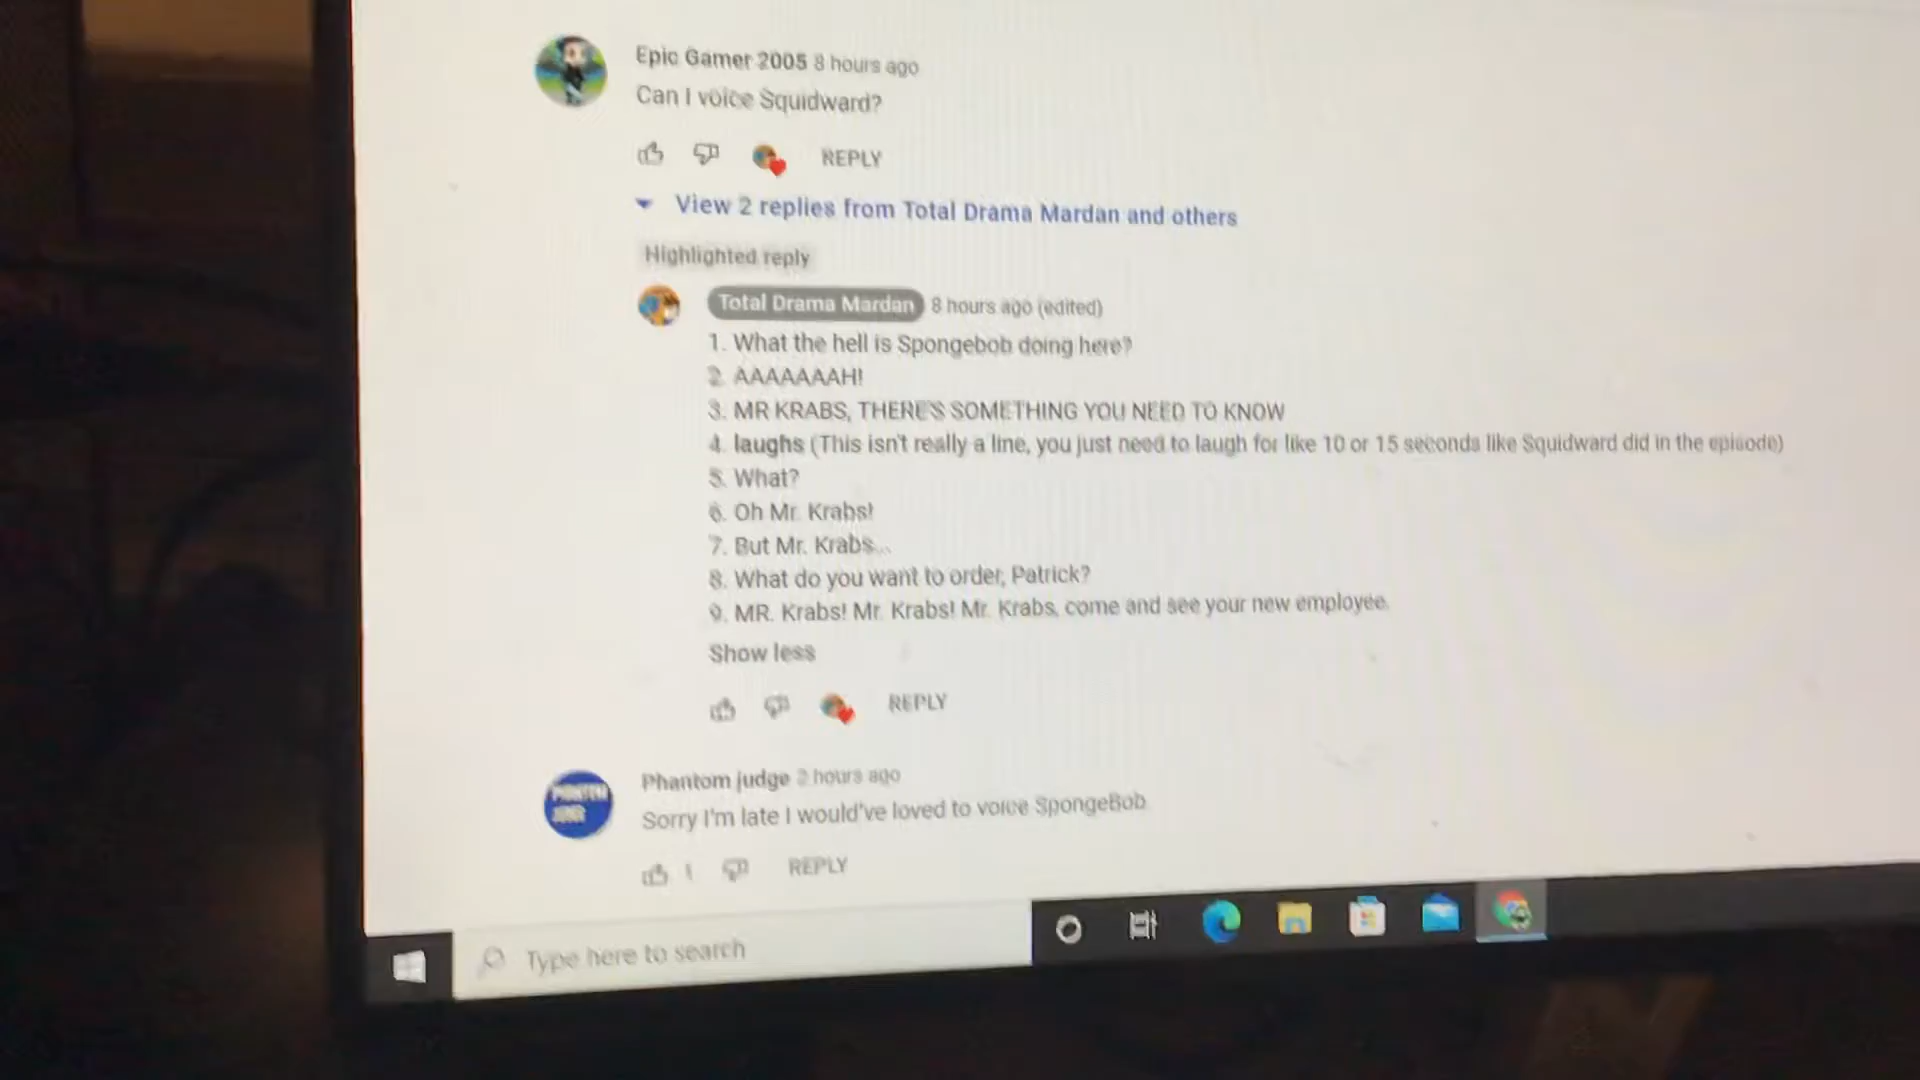 Epic Gamer 2005 8 hours ago
Can I voice Squidward?
REPLY
View 2 replies from Total Drama Mardan and others
Highlighted reply
Total Drama Mardan 8 hours ago (edited)
1. What the hell is Spongebob doing here?
2. AAAAAAAH!
3. MR KRABS, THERE'S SOMETHING YOU NEED TO KNOW
4. laughs (This isn't really a line, you just need to laugh for like 10 or 15 seconds like Squidward did in the episode)
5. What?
6. Oh Mr. Krabs!
7. But Mr. Krabs...
8. What do you want to order, Patrick?
9. MR. Krabs! Mr. Krabs! Mr. Krabs, come and see your new employee.
Show less
REPLY
PHANTOM
JUDGE
Phantom judge 2 hours ago
Sorry I'm late I would've loved to voice SpongeBob
1 REPLY
Type here to search